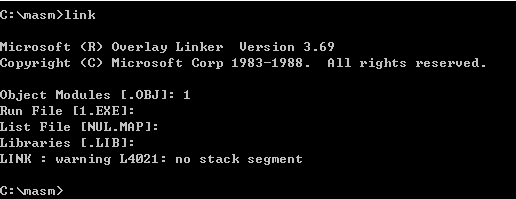 C:\masm>link
Microsoft (R) Overlay Linker  Version 3.69
Copyright (C) Microsoft Corp 1983-1988.  All rights reserved.
Object Modules [.OBJ]: 1
Run File [1.EXE]:
List File [NUL.MAP]:
Libraries [.LIB]:
LINK : warning L4021: no stack segment
C:\masm>